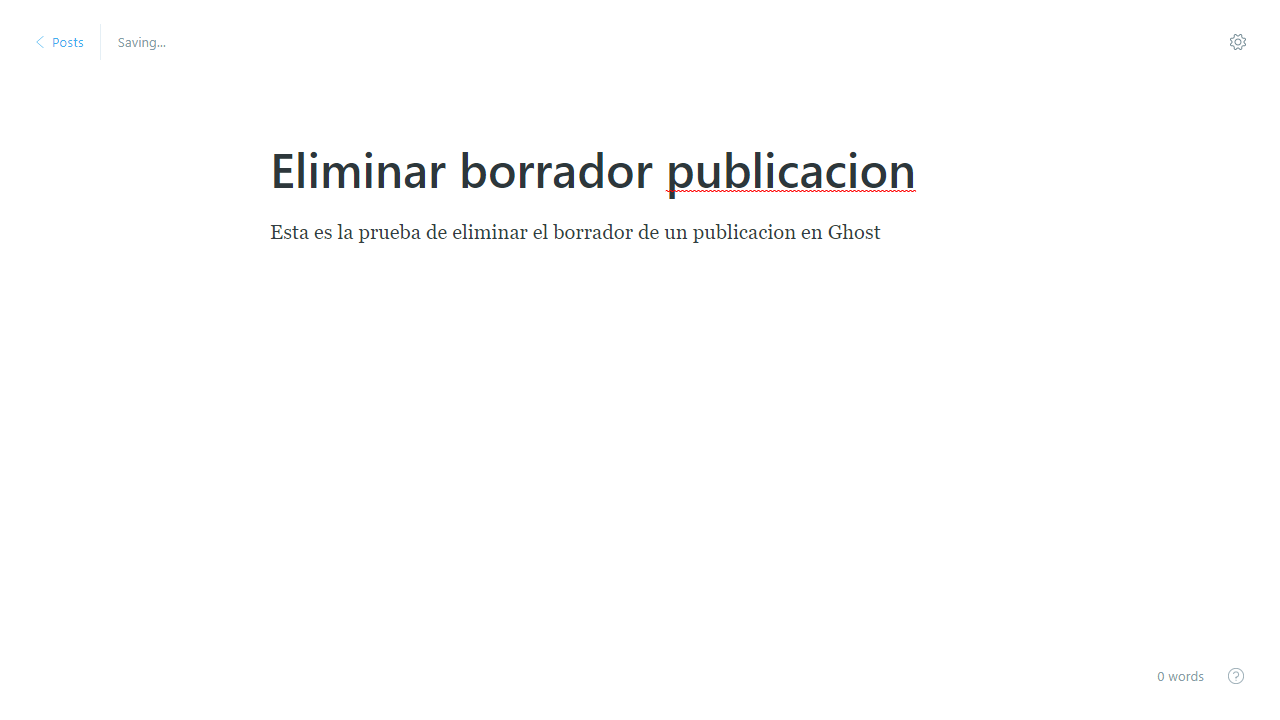 Posts
Saving...
Eliminar borrador publicacion
Esta es la prueba de eliminar el borrador de un publicacion en Ghost
0 words
?